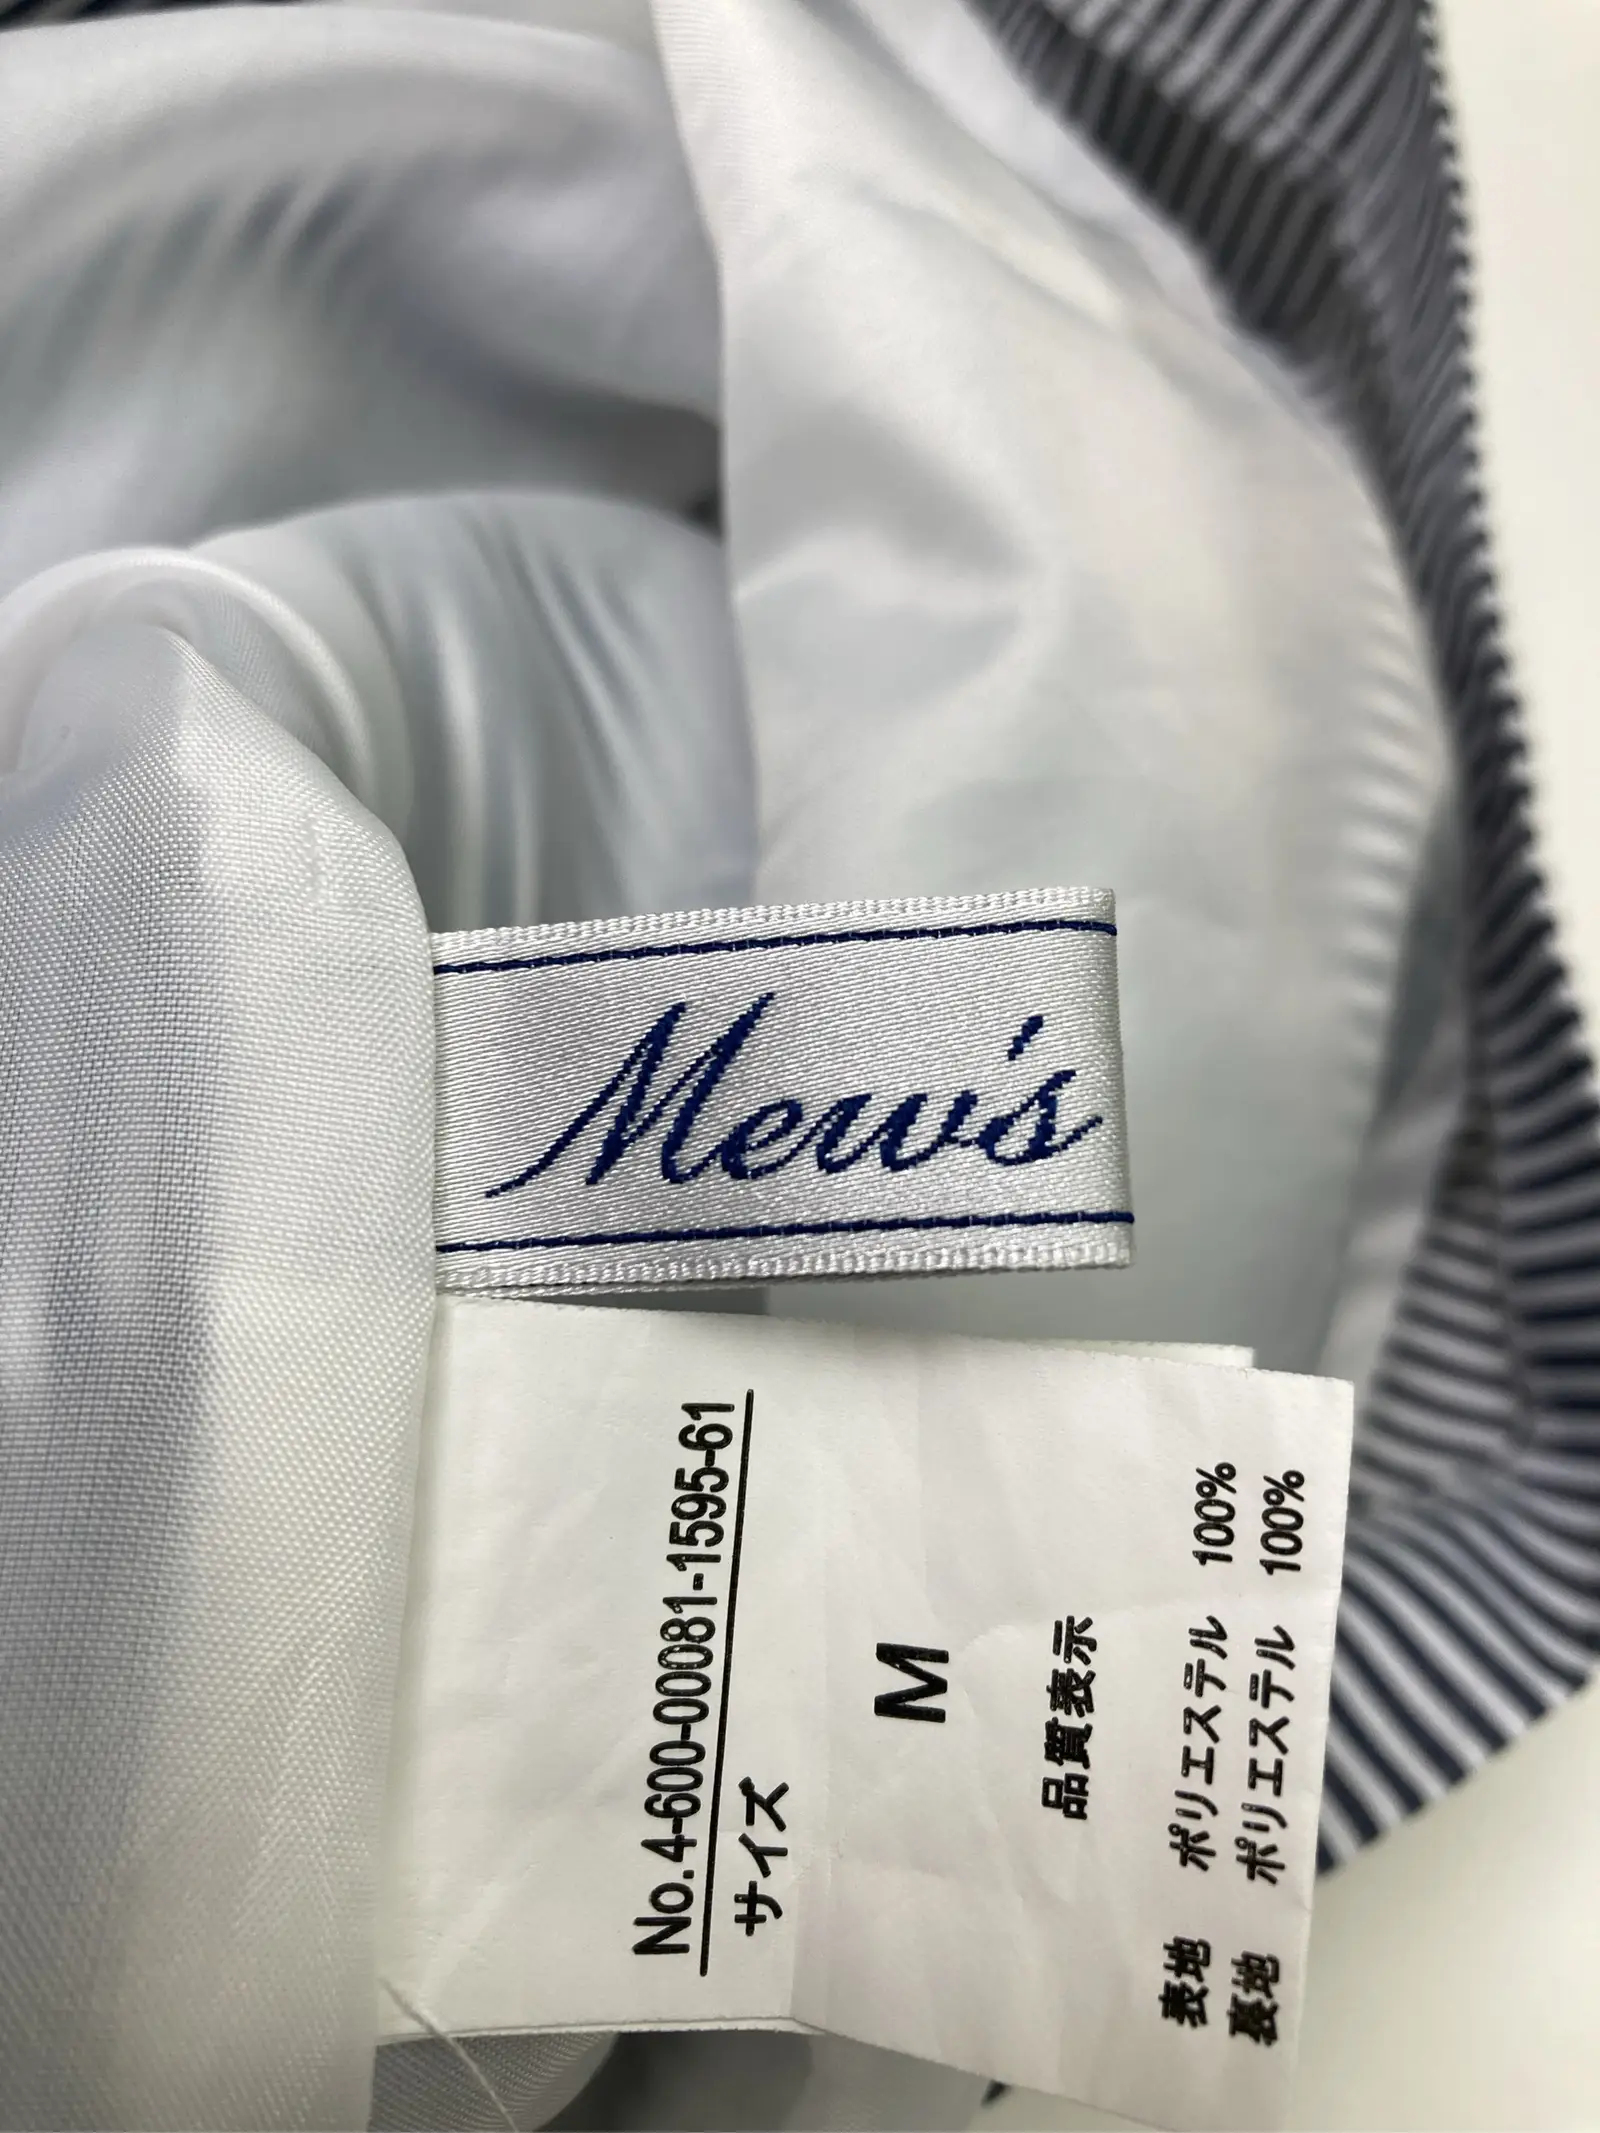 Mew's
No.4-600-00081-1595-61
サイズ
M
品質表示
表地 ポリエステル 100%
裏地 ポリエステル 100%